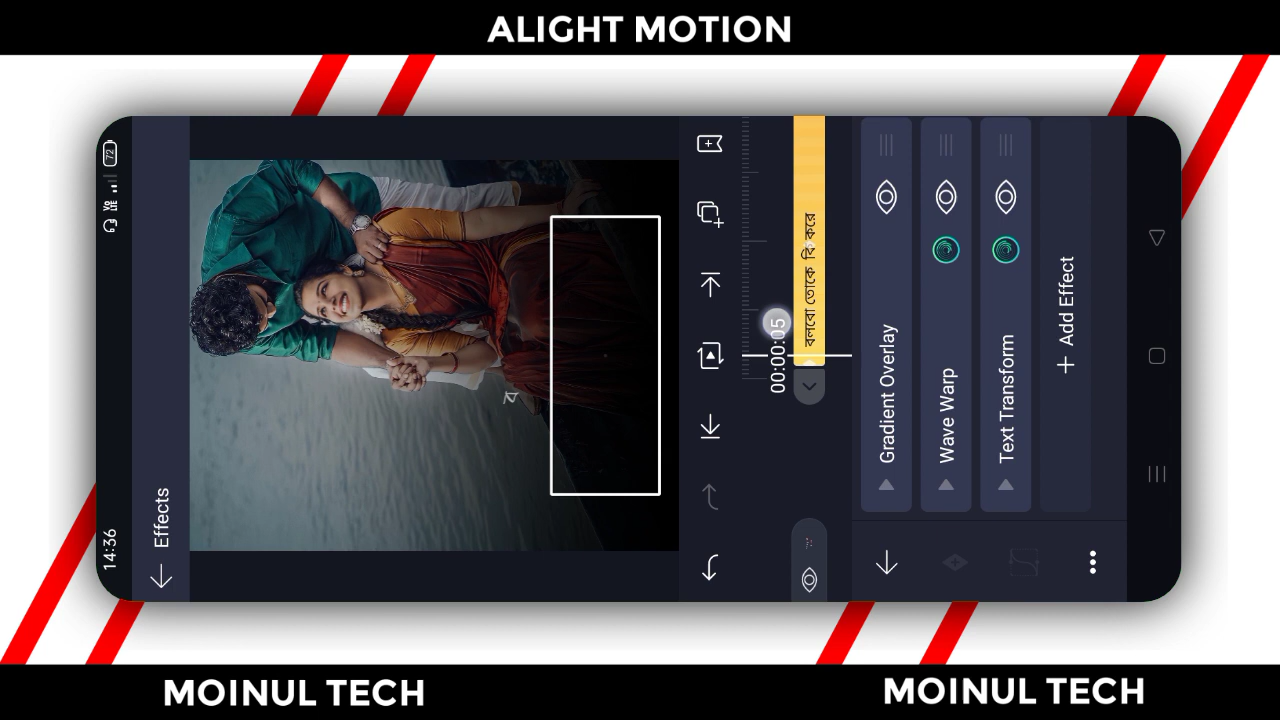 ALIGHT MOTION
14:36
72
Effects
য
00:00:05
বলবো তোকে কি করে
Gradient Overlay
Wave Warp
Text Transform
+ Add Effect
MOINUL TECH
MOINUL TECH